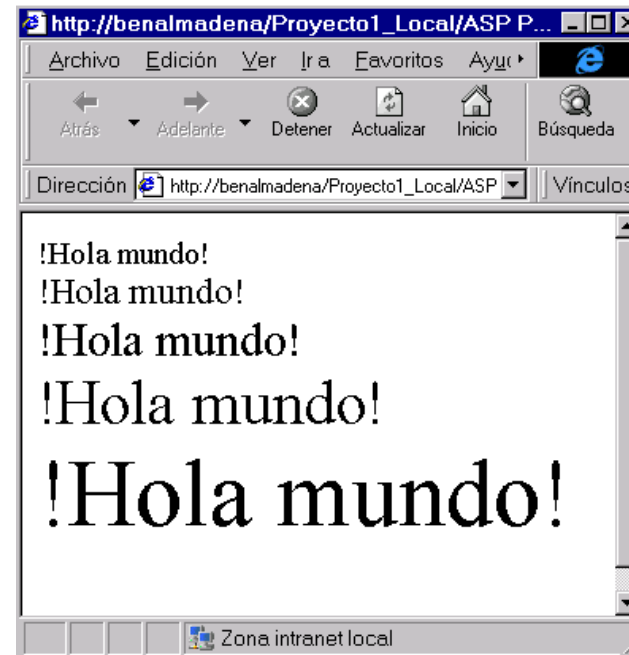 http://benalmadena/Proyecto1_Local/ASP P...
Archivo Edición Ver Ir a Favoritos Ayu
Atrás Adelante Detener Actualizar Inicio Búsqueda
Dirección http://benalmadena/Proyecto1_Local/ASP Vínculos
!Hola mundo!
!Hola mundo!
!Hola mundo!
!Hola mundo!
!Hola mundo!
Zona intranet local